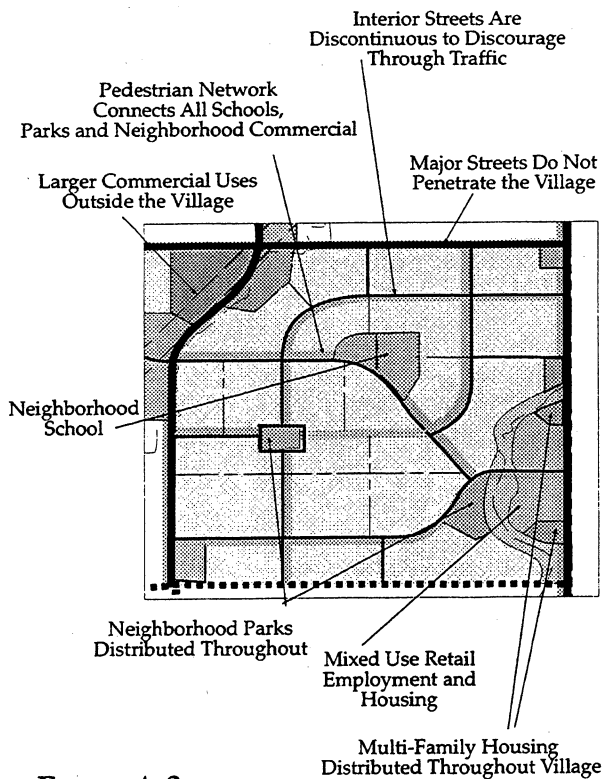 Interior Streets Are
Discontinuous to Discourage
Through Traffic
Pedestrian Network
Connects All Schools,
Parks and Neighborhood Commercial
Major Streets Do Not
Penetrate the Village
Larger Commercial Uses
Outside the Village
Neighborhood
School
Neighborhood Parks
Distributed Throughout
Mixed Use Retail
Employment and
Housing
Multi-Family Housing
Distributed Throughout Village